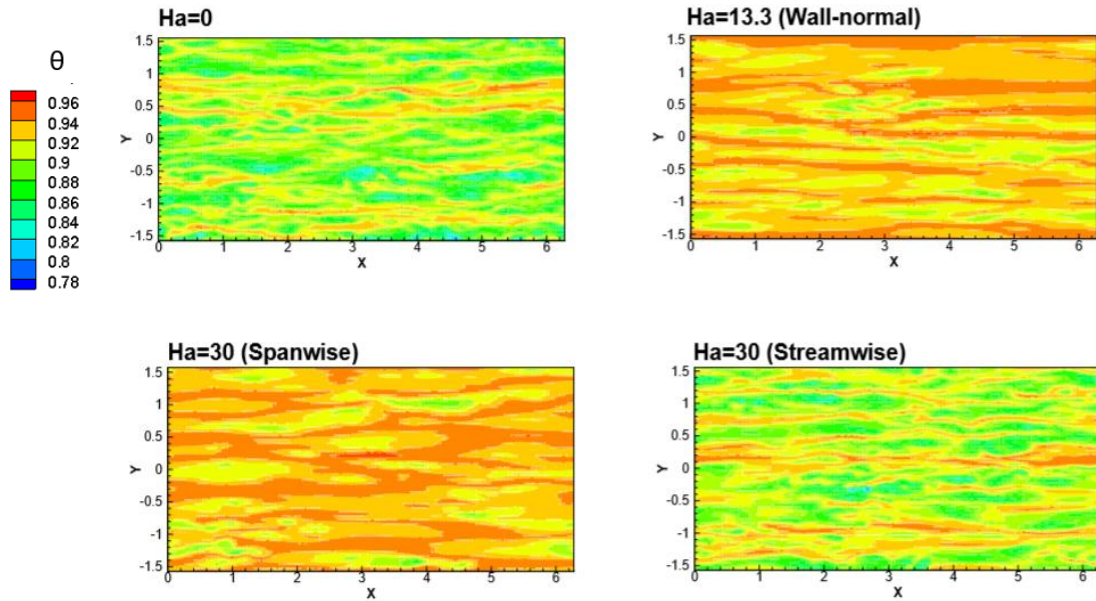 Ha=0
θ
0.96
0.94
0.92
0.9
0.88
0.86
0.84
0.82
0.8
0.78
1.5
1
0.5
0
-0.5
-1
-1.5
Y
0 1 2 3 4 5 6
X
Ha=13.3 (Wall-normal)
1.5
1
0.5
0
-0.5
-1
-1.5
Y
0 1 2 3 4 5 6
X
Ha=30 (Spanwise)
1.5
1
0.5
0
-0.5
-1
-1.5
Y
0 1 2 3 4 5 6
X
Ha=30 (Streamwise)
1.5
1
0.5
0
-0.5
-1
-1.5
Y
0 1 2 3 4 5 6
X